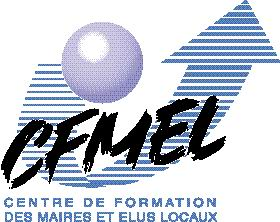 CFMEL
CENTRE DE FORMATION
DES MAIRES ET ELUS LOCAUX